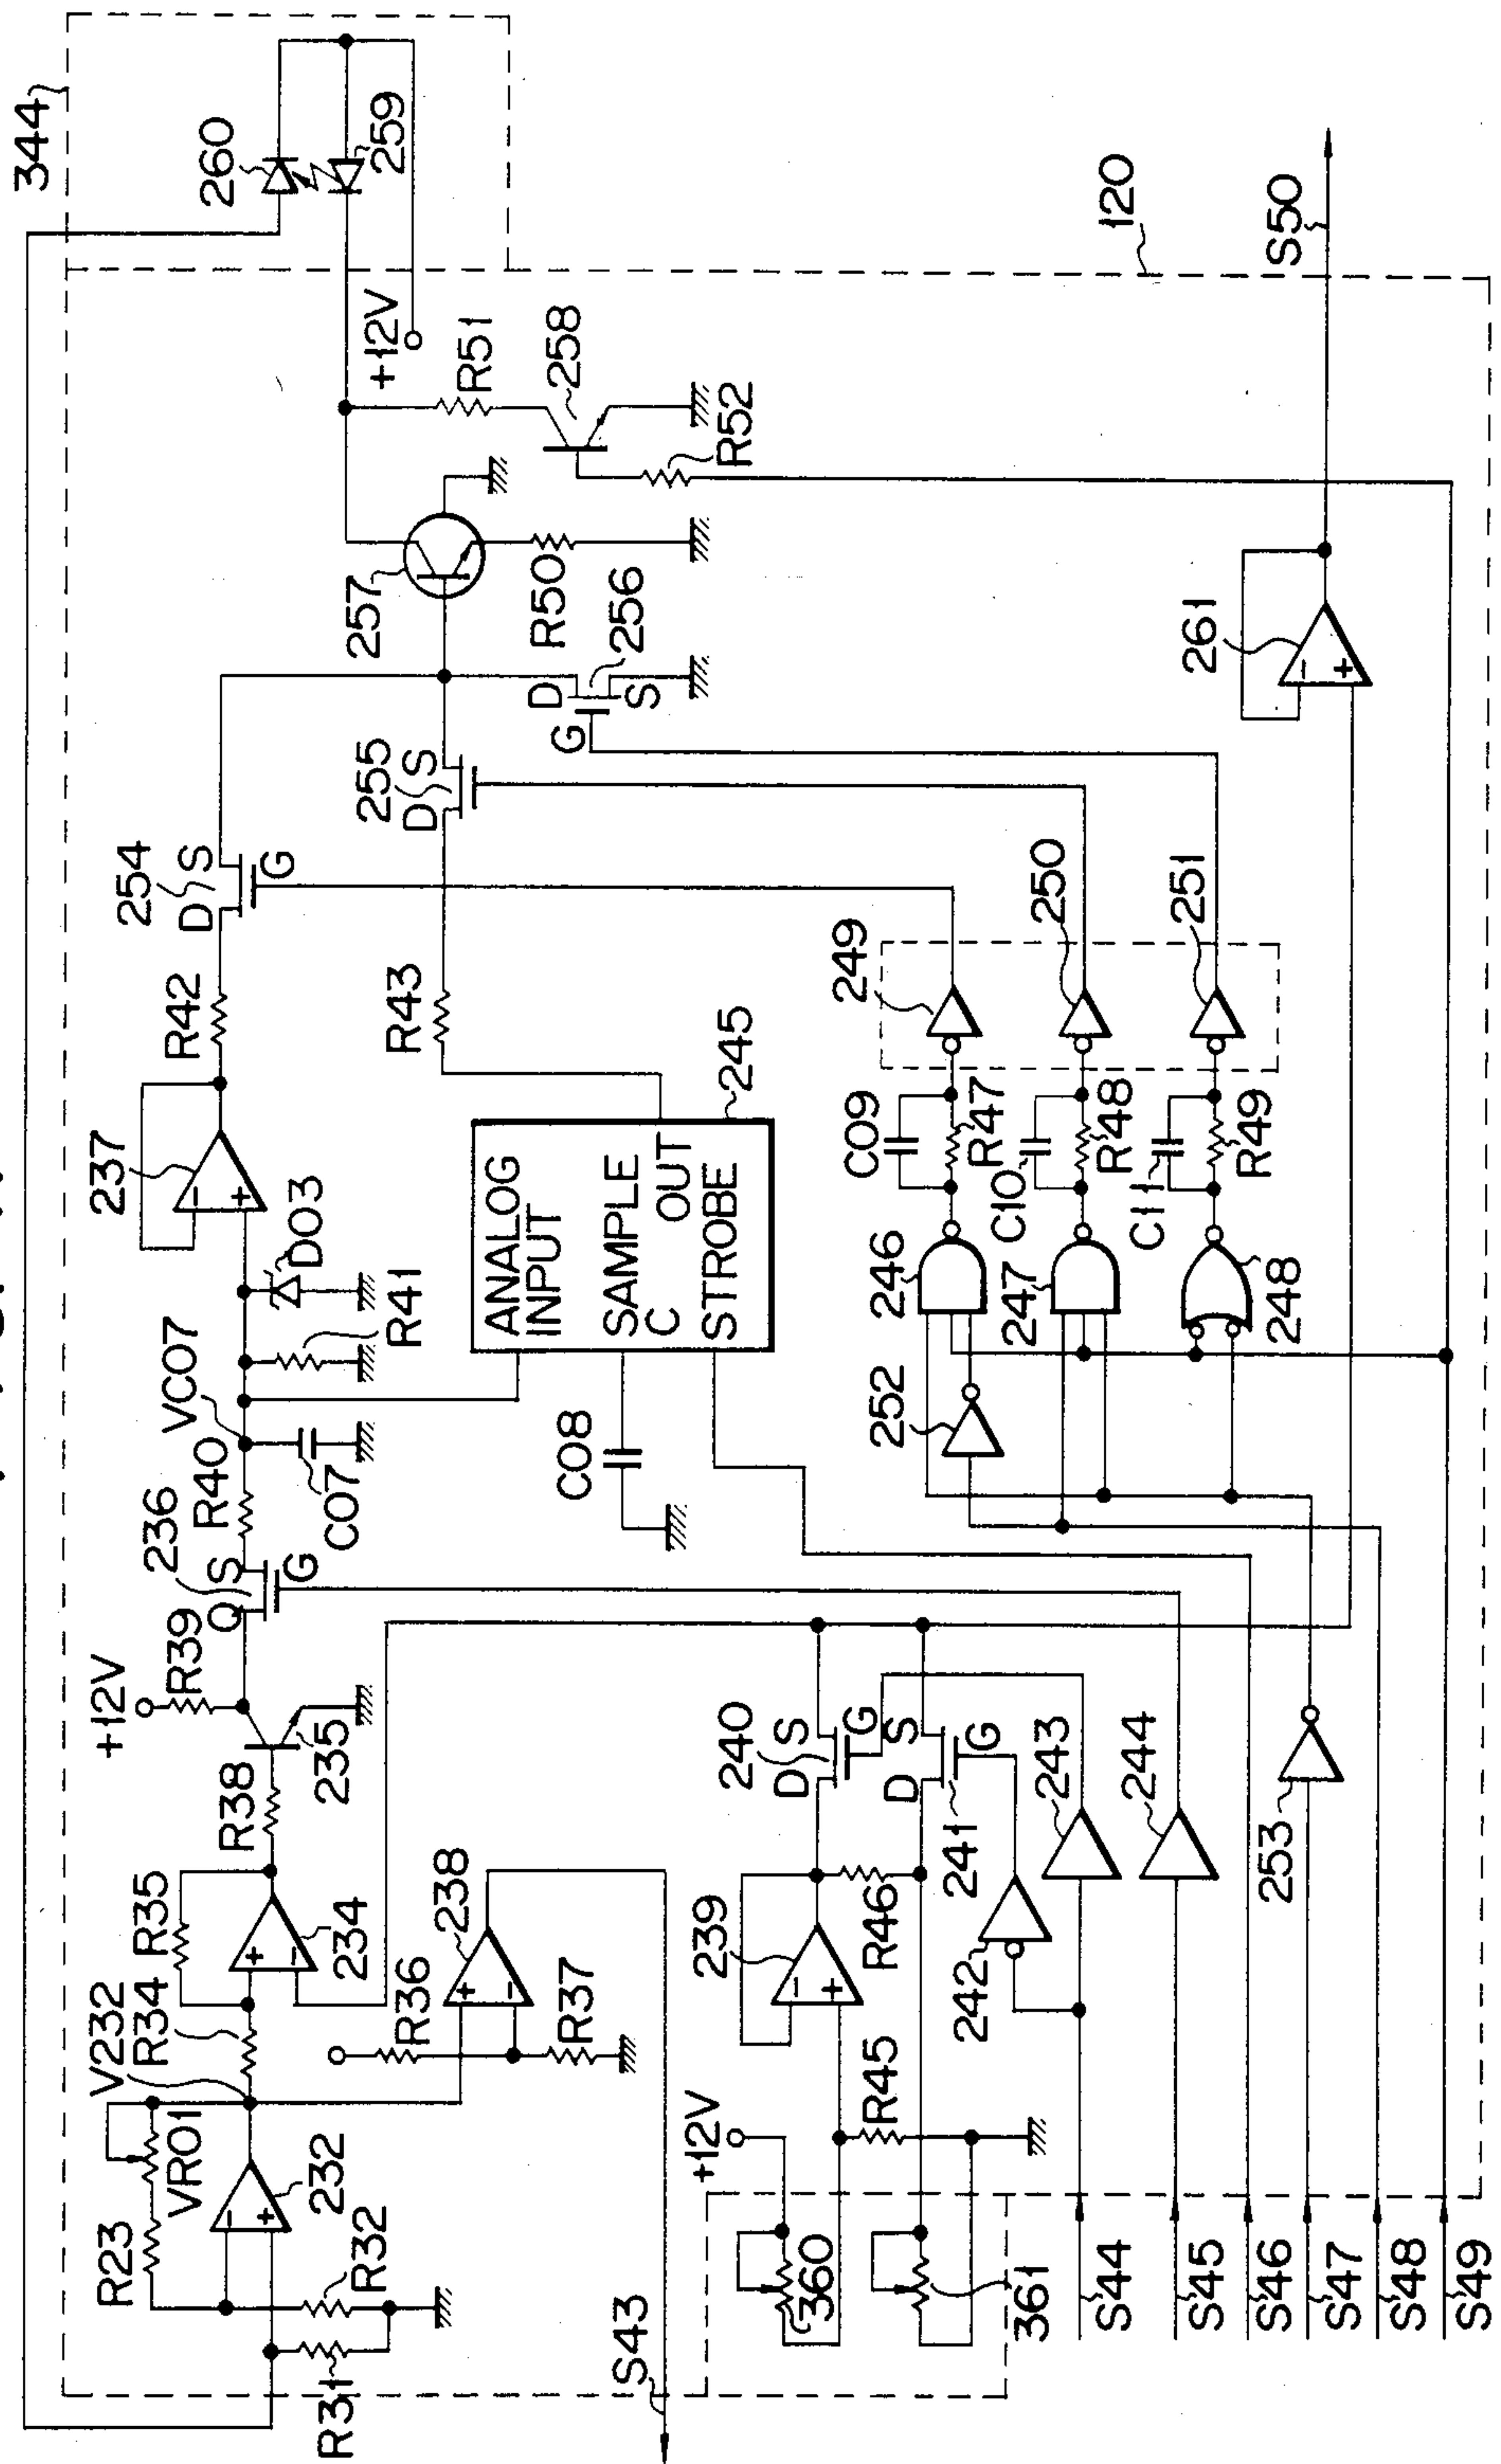 344
260
259
+12V
R51
258
R52
257
R50
256
D
S
G
255
D
S
254
D
S
G
R42
R43
237
-
+
D03
R41
VC07
C07
R40
236
Q
S
G
R39
+12V
235
R38
R35
234
+
-
R34
V232
VR01
R23
232
-
+
R32
R31
238
+
-
R36
R37
S43
ANALOG
INPUT
SAMPLE
C OUT
STROBE
245
C08
249
250
251
C09
R47
C10
R48
C11
R49
246
247
248
252
253
240
D
S
G
241
D
S
G
239
-
+
R46
R45
242
243
244
+12V
360
361
261
-
+
120
S50
S44
S45
S46
S47
S48
S49